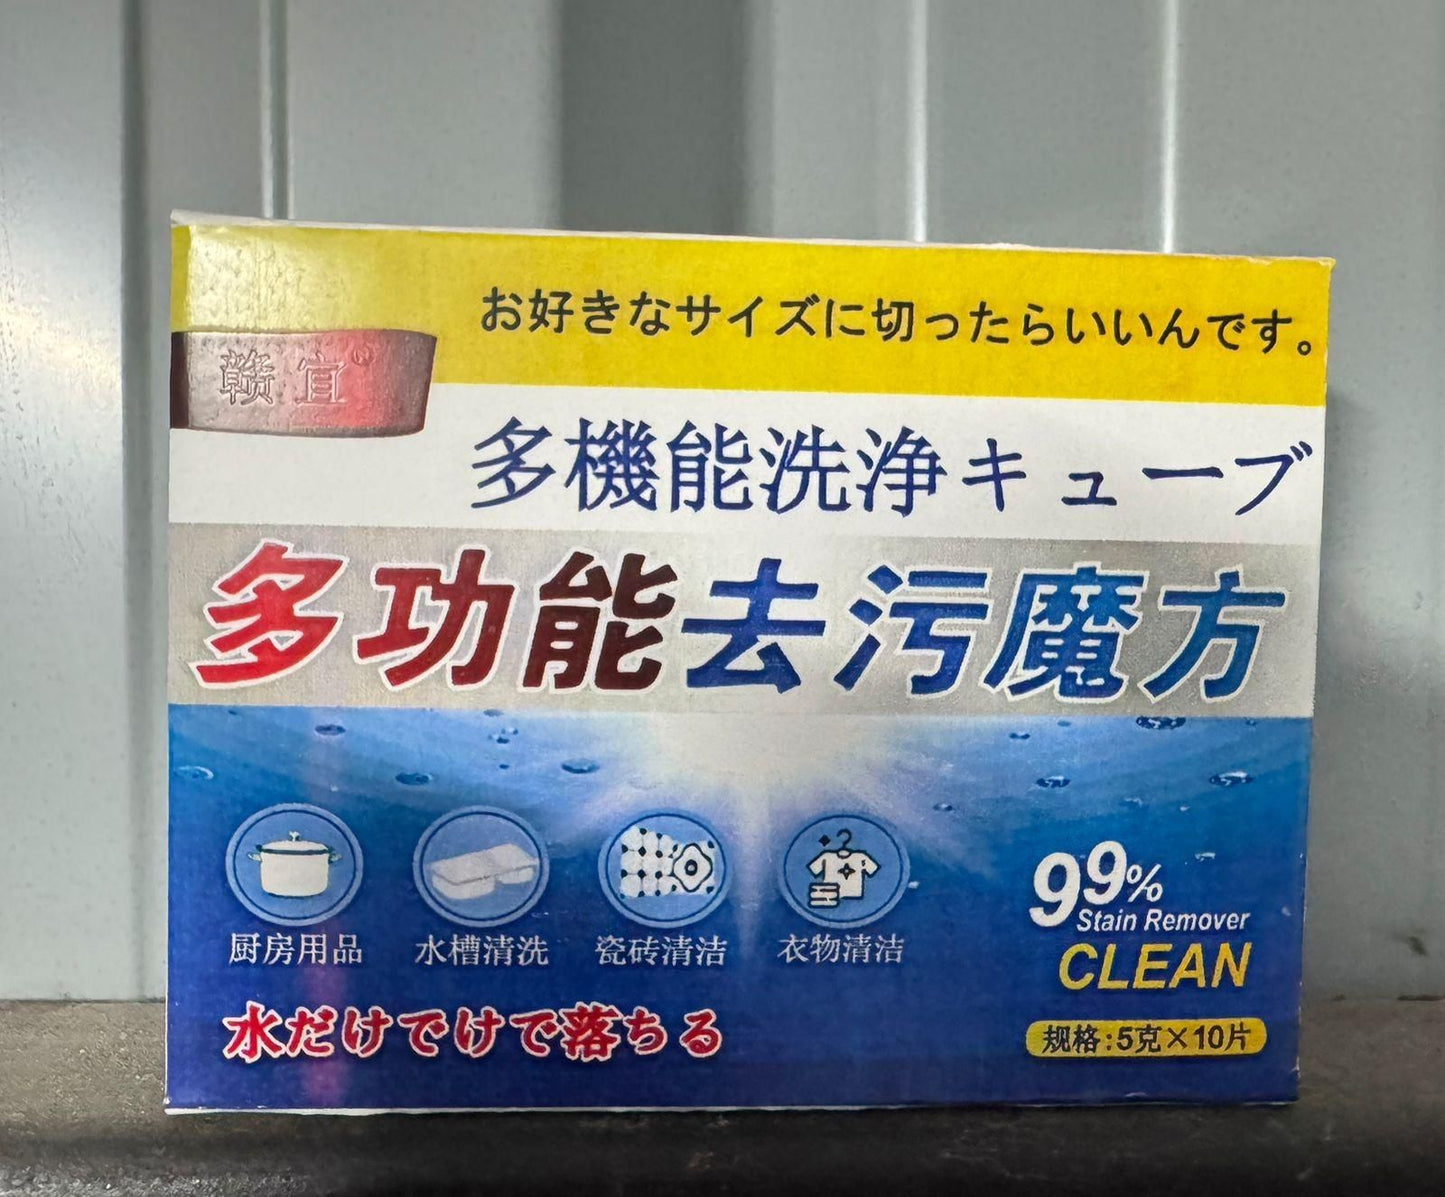 お好きなサイズに切ったらいいんです。
赣宜
多機能洗浄キューブ
多功能去污魔方
厨房用品
水槽清洗
瓷砖清洁
衣物清洁
99%
Stain Remover
CLEAN
水だけでけで落ちる
规格:5克×10片